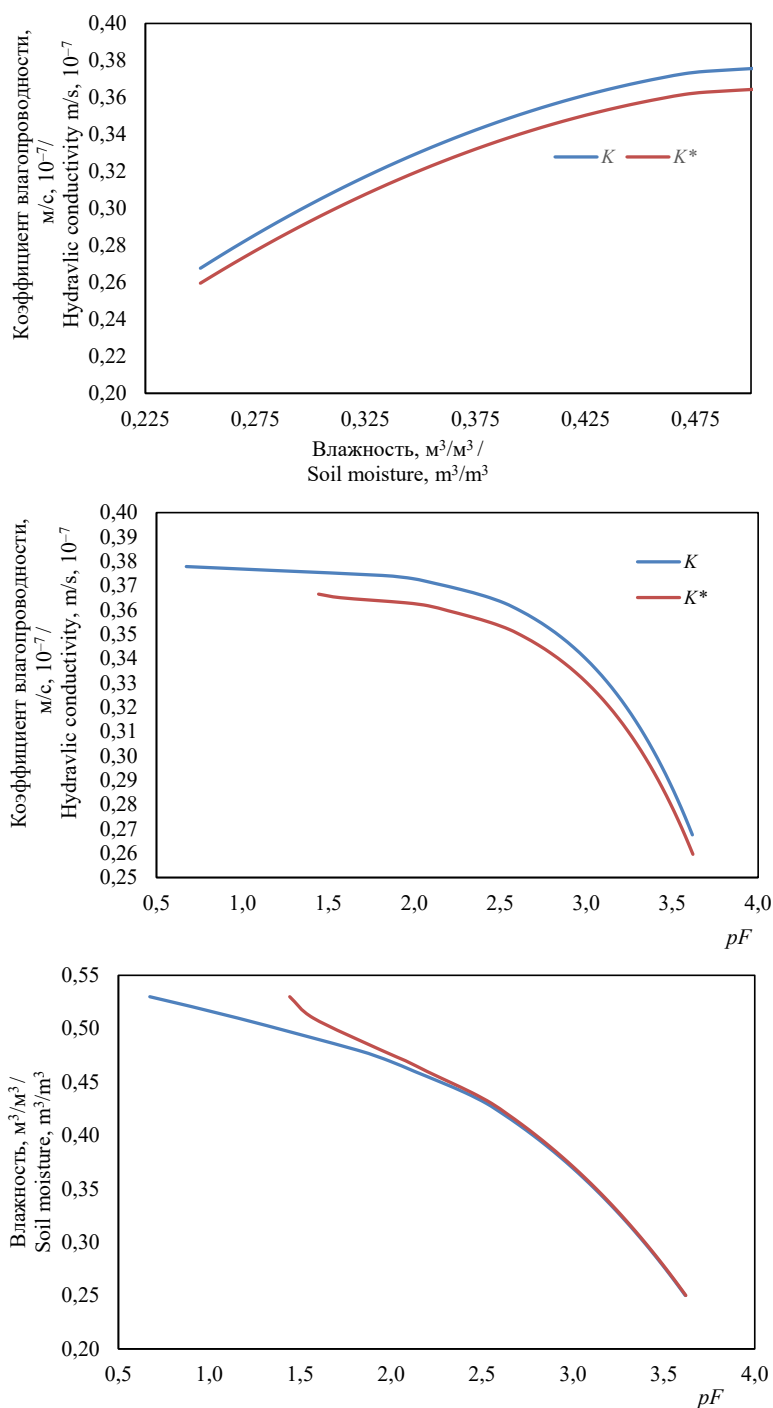 Коэффициент влагопроводности,
м/с, 10⁻⁷/
Hydravlic conductivity m/s, 10⁻⁷
0,40
0,38
0,36
0,34
0,32
0,30
0,28
0,26
0,24
0,22
0,20
K K*
0,225 0,275 0,325 0,375 0,425 0,475
Влажность, м³/м³ /
Soil moisture, m³/m³
Коэффициент влагопроводности,
м/с, 10⁻⁷/
Hydravlic conductivity, m/s, 10⁻⁷
0,40
0,39
0,38
0,37
0,36
0,35
0,34
0,33
0,32
0,31
0,30
0,29
0,28
0,27
0,26
0,25
K
K*
0,5 1,0 1,5 2,0 2,5 3,0 3,5 4,0
pF
Влажность, м³/м³ /
Soil moisture, m³/m³
0,55
0,50
0,45
0,40
0,35
0,30
0,25
0,20
0,5 1,0 1,5 2,0 2,5 3,0 3,5 4,0
pF